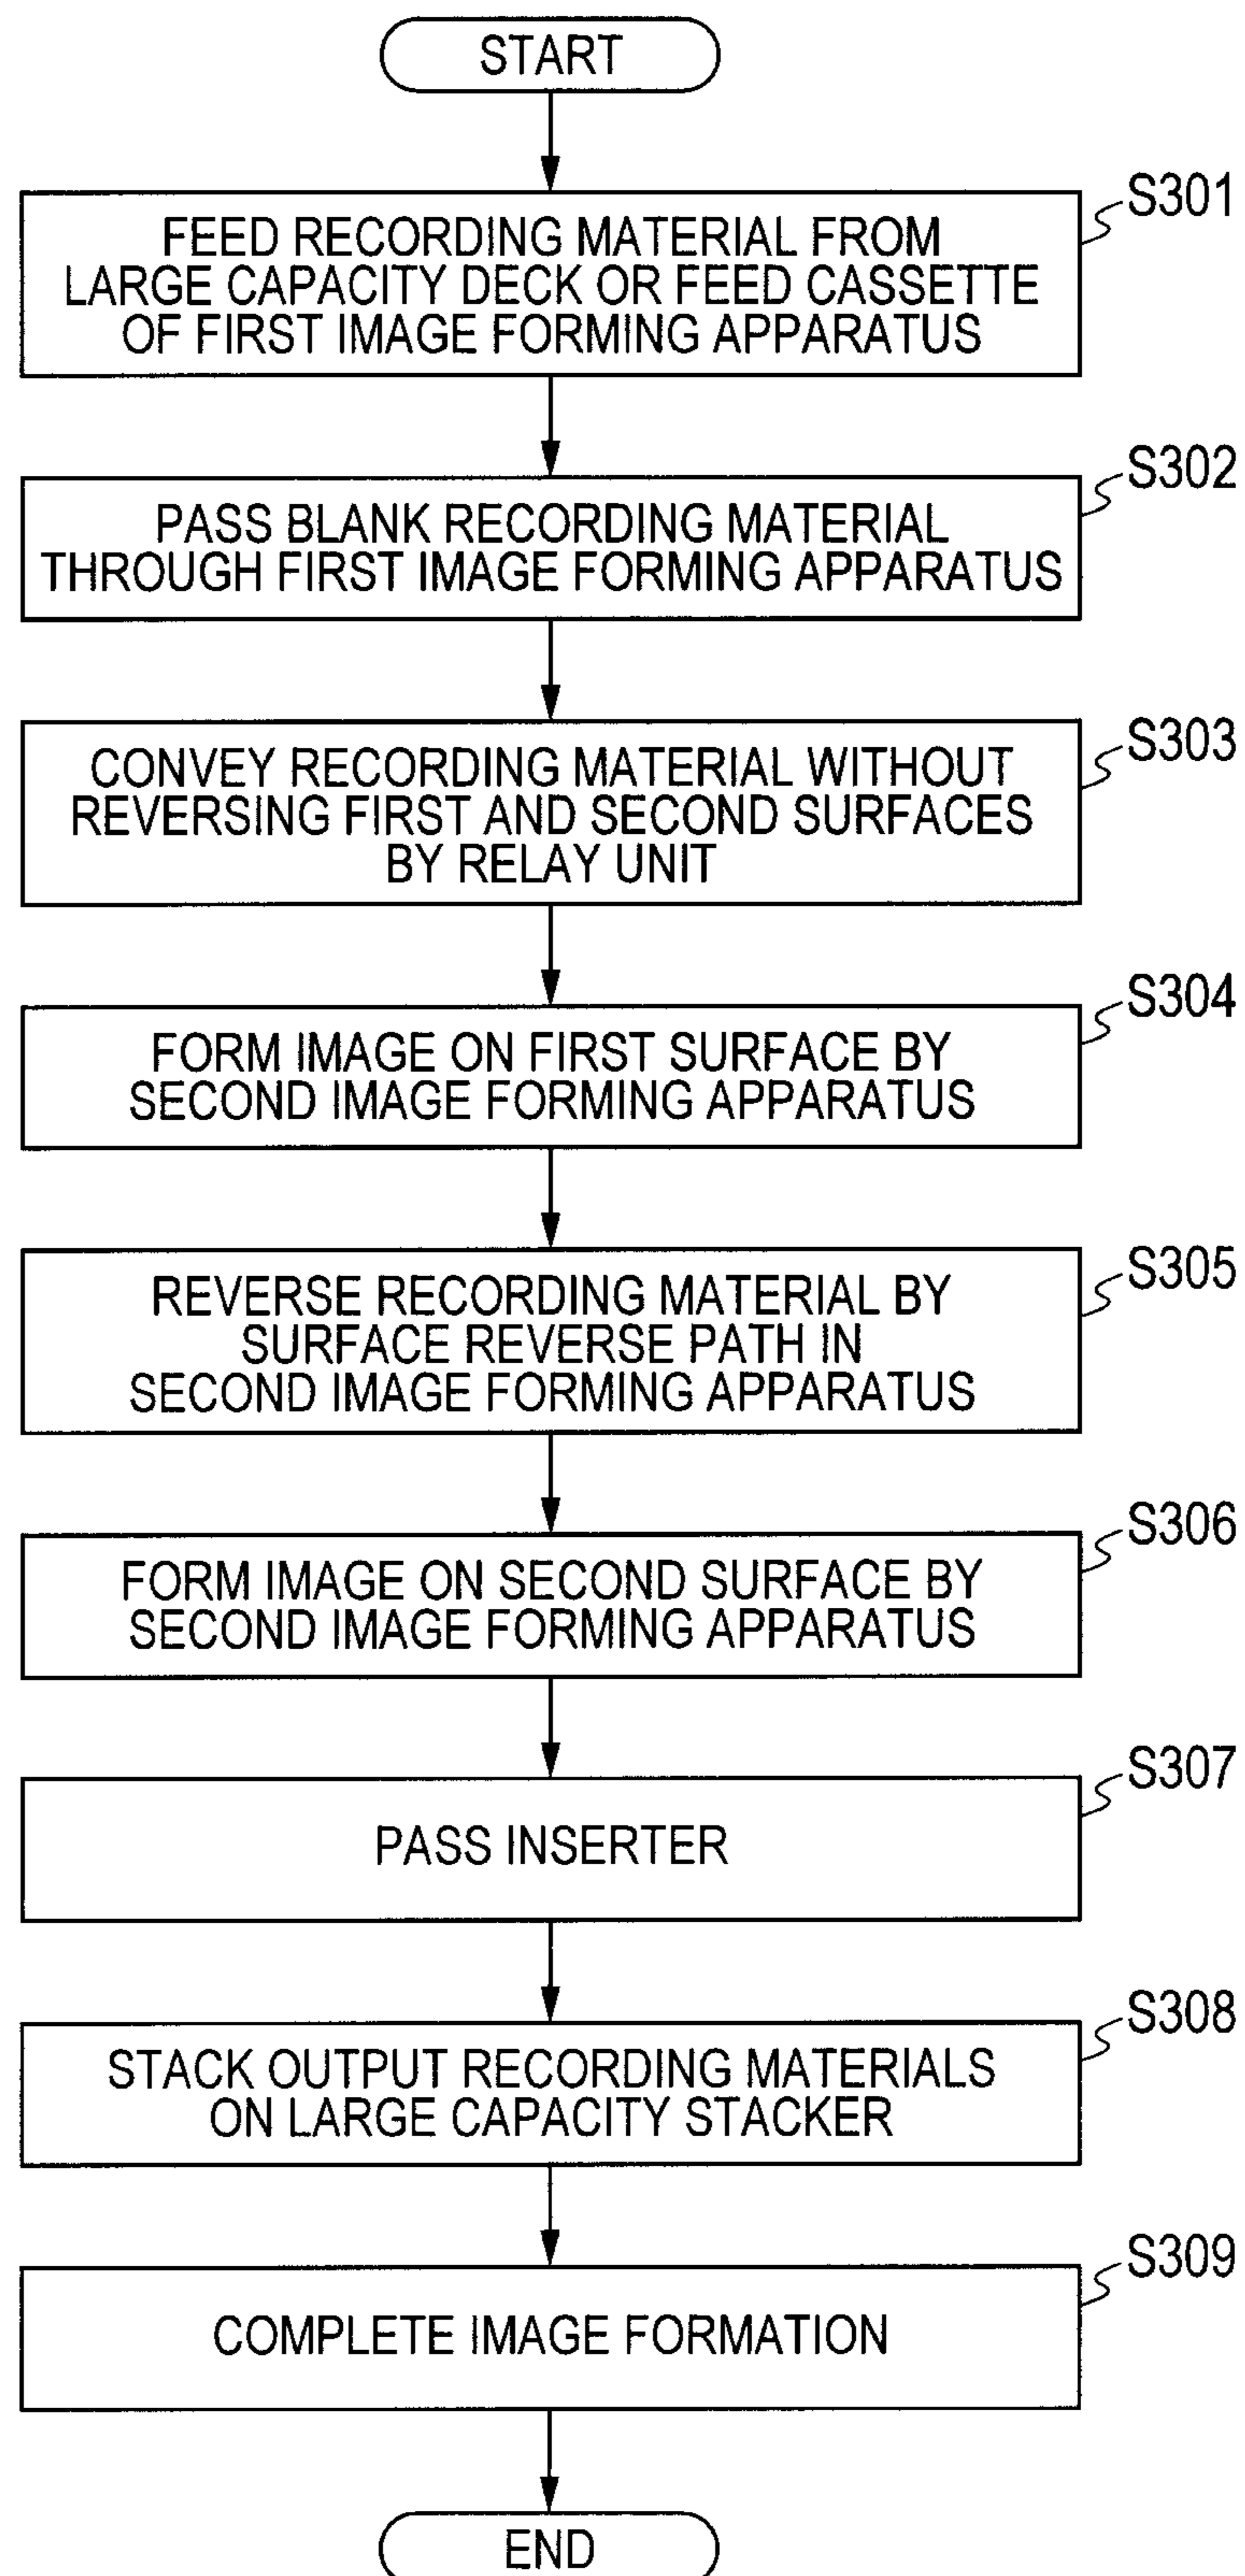 START
S301
FEED RECORDING MATERIAL FROM
LARGE CAPACITY DECK OR FEED CASSETTE
OF FIRST IMAGE FORMING APPARATUS
S302
PASS BLANK RECORDING MATERIAL
THROUGH FIRST IMAGE FORMING APPARATUS
S303
CONVEY RECORDING MATERIAL WITHOUT
REVERSING FIRST AND SECOND SURFACES
BY RELAY UNIT
S304
FORM IMAGE ON FIRST SURFACE BY
SECOND IMAGE FORMING APPARATUS
S305
REVERSE RECORDING MATERIAL BY
SURFACE REVERSE PATH IN
SECOND IMAGE FORMING APPARATUS
S306
FORM IMAGE ON SECOND SURFACE BY
SECOND IMAGE FORMING APPARATUS
S307
PASS INSERTER
S308
STACK OUTPUT RECORDING MATERIALS
ON LARGE CAPACITY STACKER
S309
COMPLETE IMAGE FORMATION
END